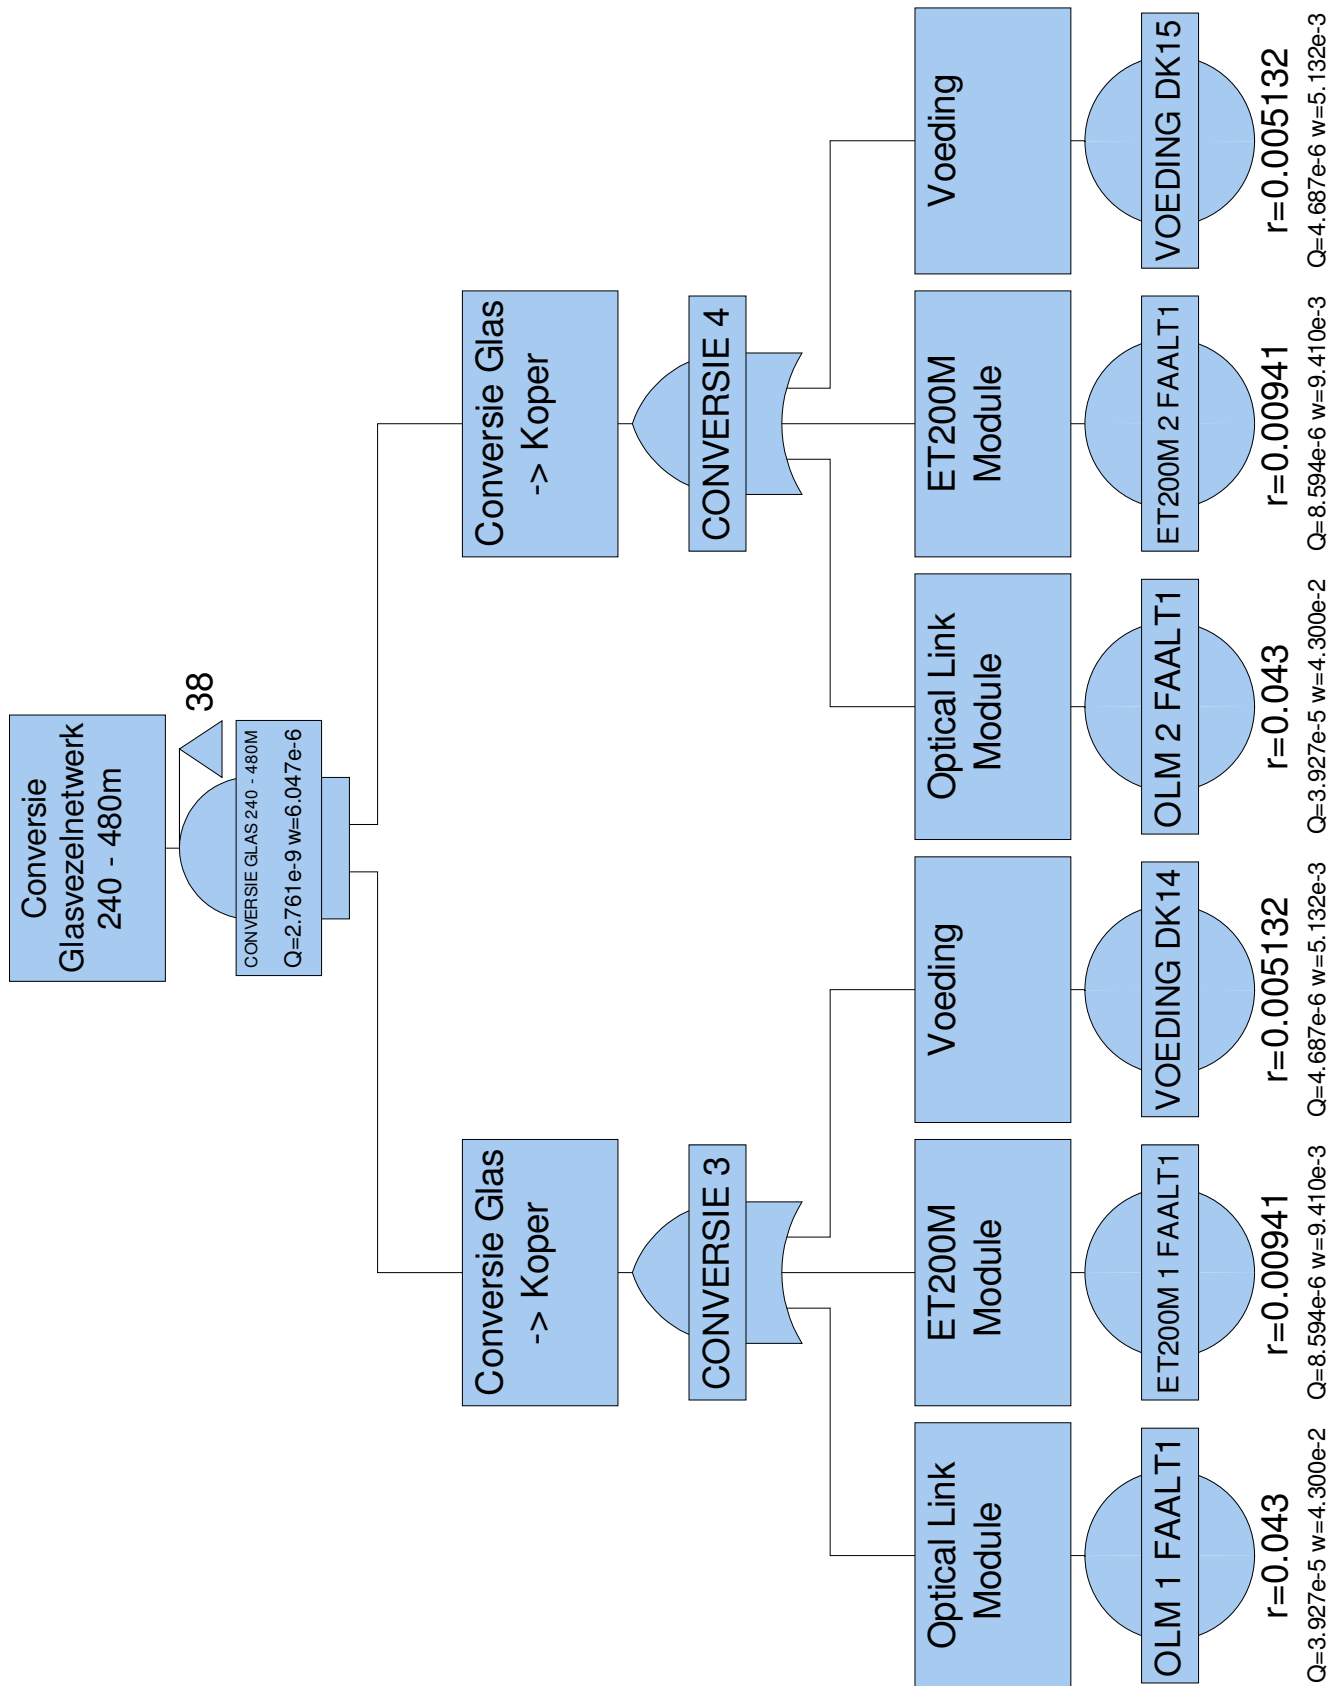 Conversie
Glasvezelnetwerk
240 - 480m
38
CONVERSIE GLAS 240 - 480M
Q=2.761e-9 w=6.047e-6
Conversie Glas
-> Koper
CONVERSIE 3
Conversie Glas
-> Koper
CONVERSIE 4
Optical Link
Module
OLM 1 FAALT1
r=0.043
Q=3.927e-5 w=4.300e-2
ET200M
Module
ET200M 1 FAALT1
r=0.00941
Q=8.594e-6 w=9.410e-3
Voeding
VOEDING DK14
r=0.005132
Q=4.687e-6 w=5.132e-3
Optical Link
Module
OLM 2 FAALT1
r=0.043
Q=3.927e-5 w=4.300e-2
ET200M
Module
ET200M 2 FAALT1
r=0.00941
Q=8.594e-6 w=9.410e-3
Voeding
VOEDING DK15
r=0.005132
Q=4.687e-6 w=5.132e-3